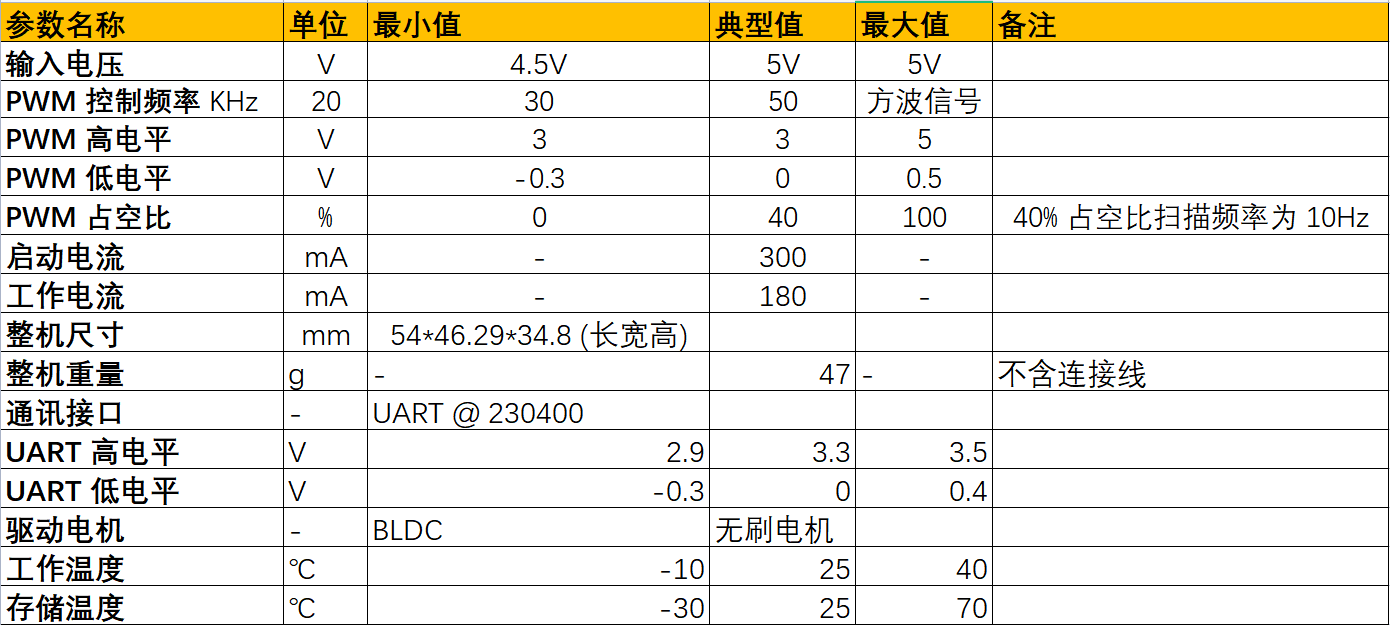 参数名称 单位 最小值 典型值 最大值 备注
输入电压 V 4.5V 5V 5V
PWM 控制频率 KHz 20 30 50 方波信号
PWM 高电平 V 3 3 5
PWM 低电平 V -0.3 0 0.5
PWM 占空比 % 0 40 100 40% 占空比扫描频率为 10Hz
启动电流 mA - 300 -
工作电流 mA - 180 -
整机尺寸 mm 54*46.29*34.8 (长宽高)
整机重量 g - 47 - 不含连接线
通讯接口 - UART @ 230400
UART 高电平 V 2.9 3.3 3.5
UART 低电平 V -0.3 0 0.4
驱动电机 - BLDC 无刷电机
工作温度 ℃ -10 25 40
存储温度 ℃ -30 25 70